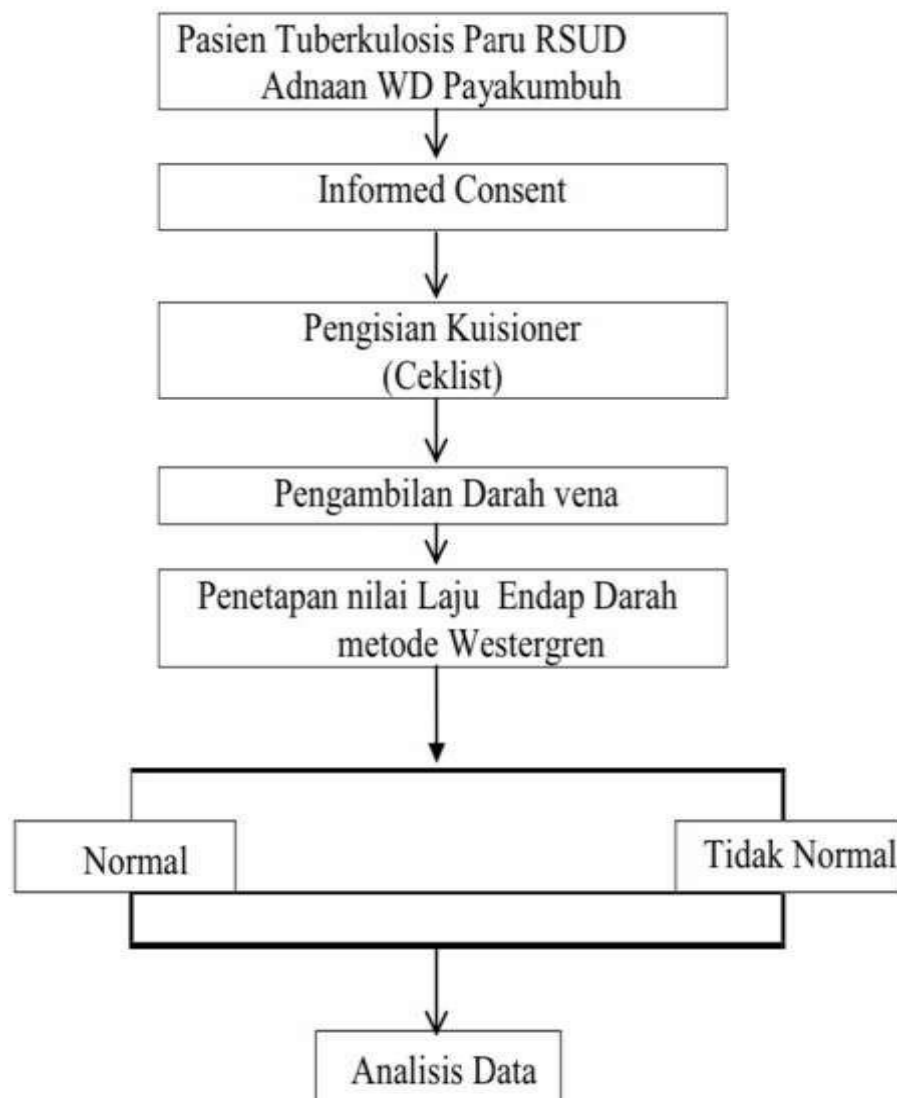 Pasien Tuberkulosis Paru RSUD
Adnaan WD Payakumbuh
Informed Consent
Pengisian Kuisioner
(Ceklist)
Pengambilan Darah vena
Penetapan nilai Laju Endap Darah
metode Westergren
Normal
Tidak Normal
Analisis Data